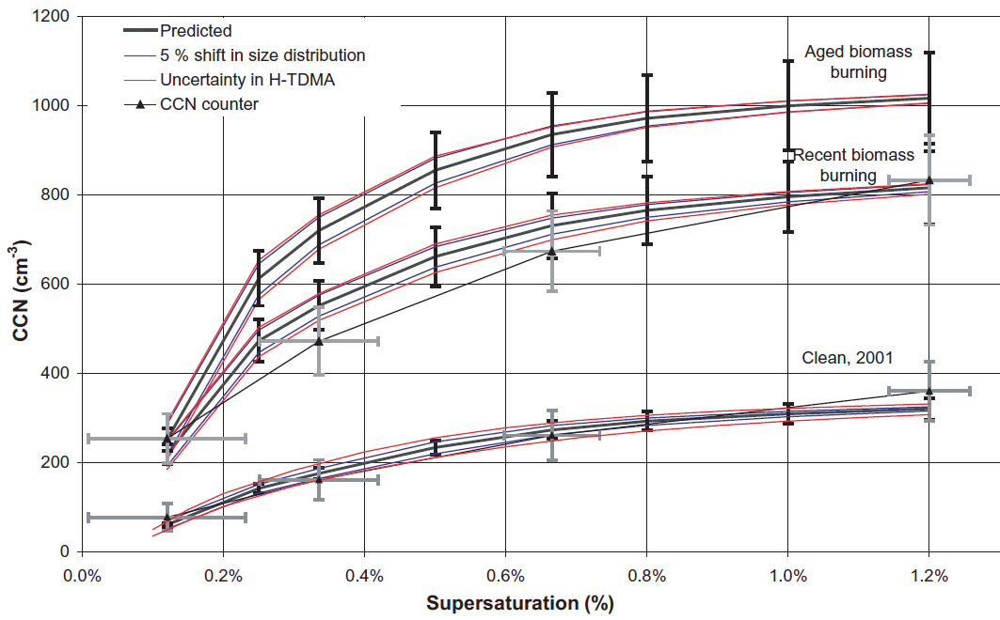 1200
1000
800
600
400
200
0
CCN (cm-3)
Predicted
5 % shift in size distribution
Uncertainty in H-TDMA
CCN counter
Aged biomass
burning
Recent biomass
burning
Clean, 2001
0.0% 0.2% 0.4% 0.6% 0.8% 1.0% 1.2%
Supersaturation (%)